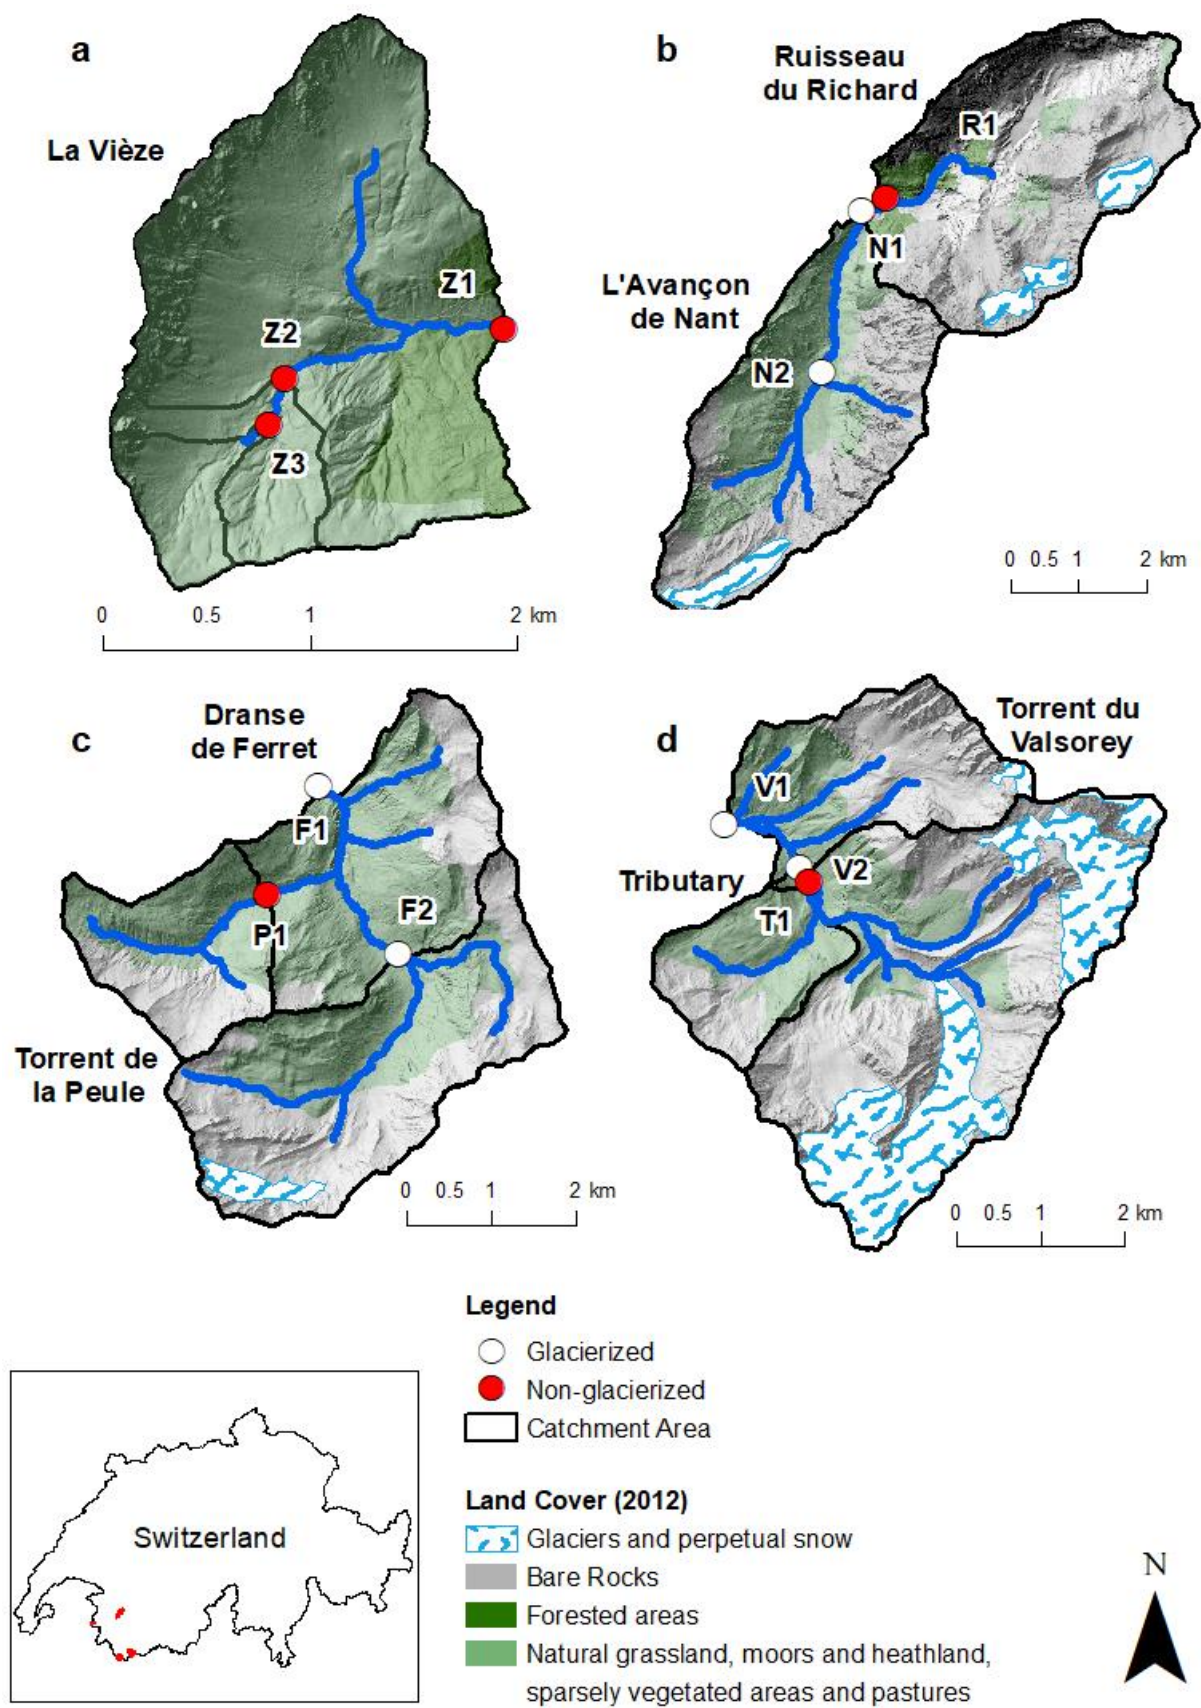 a
La Vièze
Z1
Z2
Z3
0 0.5 1 2 km
b
Ruisseau
du Richard
R1
N1
L'Avançon
de Nant
N2
0 0.5 1 2 km
c
Dranse
de Ferret
F1
F2
P1
Torrent de
la Peule
0 0.5 1 2 km
d
Torrent du
Valsorey
V1
V2
Tributary
T1
0 0.5 1 2 km
Legend
Glacierized
Non-glacierized
Catchment Area
Land Cover (2012)
Glaciers and perpetual snow
Bare Rocks
Forested areas
Natural grassland, moors and heathland,
sparsely vegetated areas and pastures
Switzerland
N